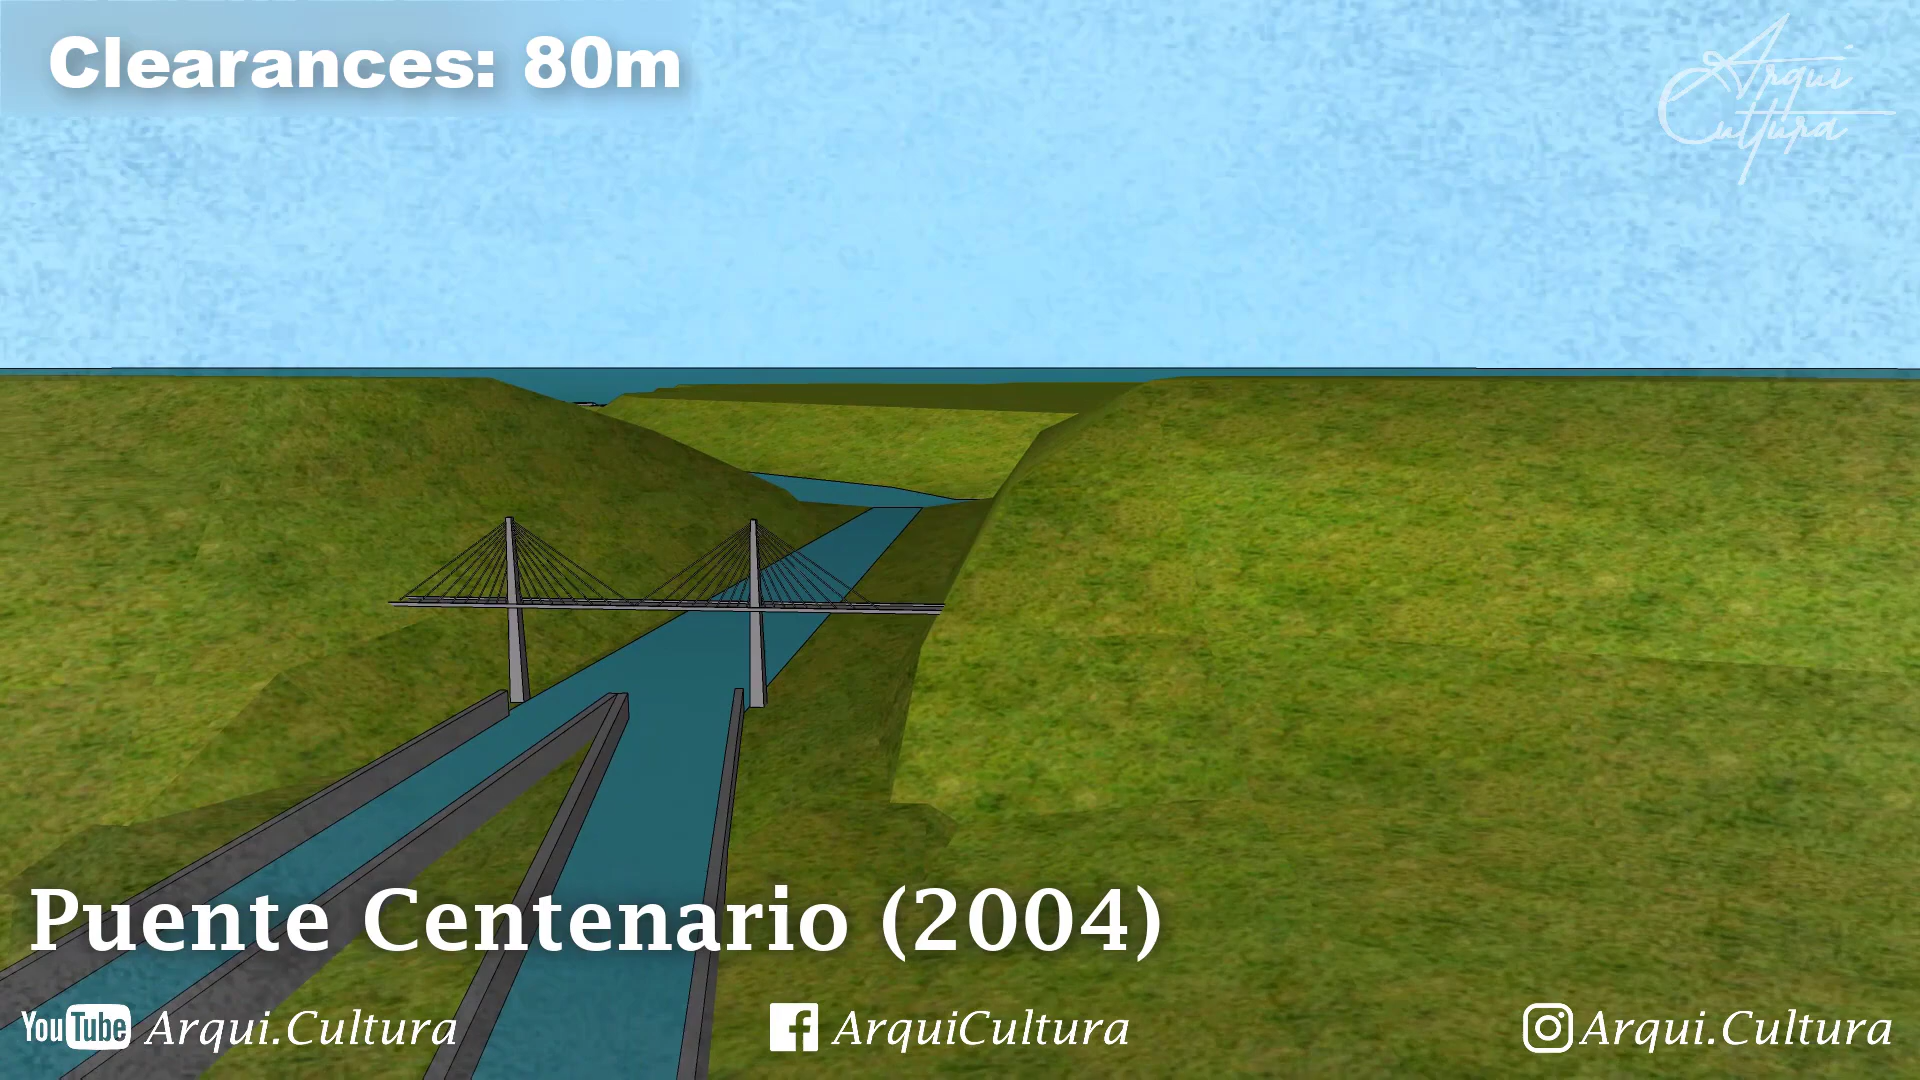 Clearances: 80m
Arqui
Cultura
Puente Centenario (2004)
YouTube Arqui.Cultura
f ArquiCultura
Arqui.Cultura